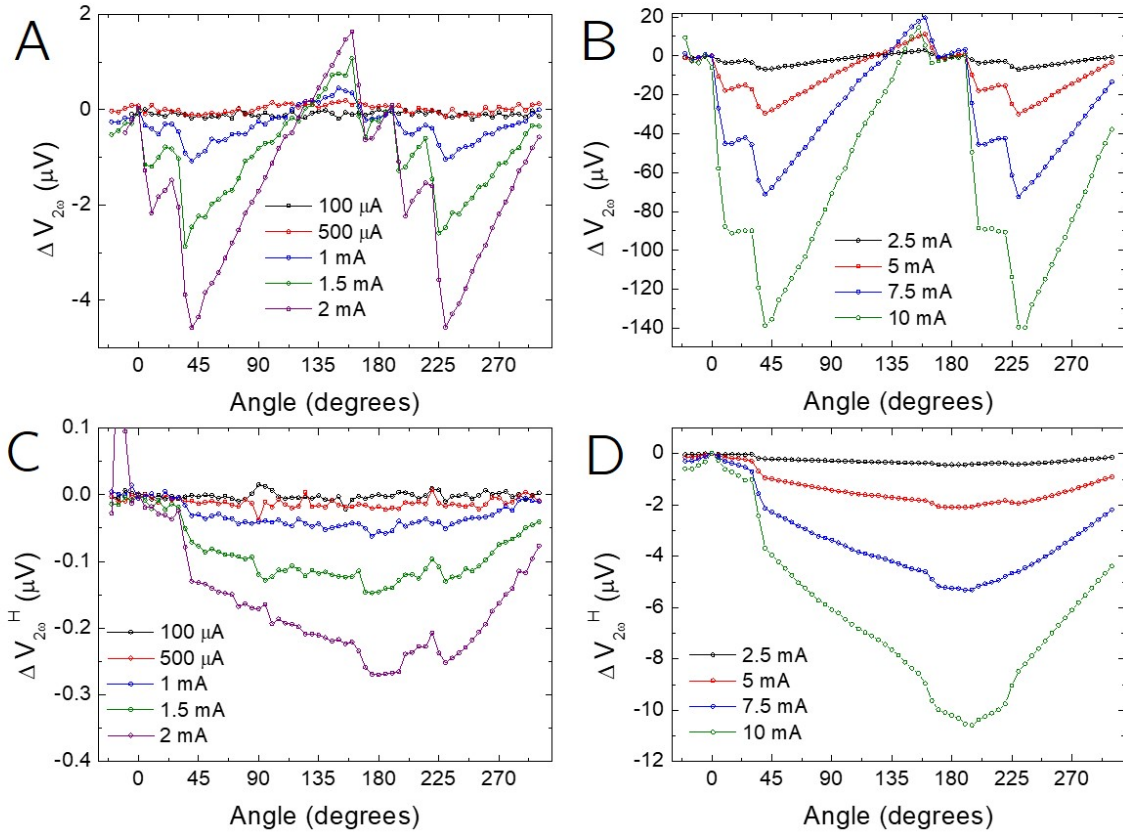 A
2
0
-2
-4
Δ V2ω (μV)
100 μA
500 μA
1 mA
1.5 mA
2 mA
0 45 90 135 180 225 270
Angle (degrees)
B
20
0
-20
-40
-60
-80
-100
-120
-140
Δ V2ω (μV)
2.5 mA
5 mA
7.5 mA
10 mA
0 45 90 135 180 225 270
Angle (degrees)
C
0.1
0.0
-0.1
-0.2
-0.3
-0.4
Δ V2ω H (μV)
100 μA
500 μA
1 mA
1.5 mA
2 mA
0 45 90 135 180 225 270
Angle (degrees)
D
0
-2
-4
-6
-8
-10
-12
Δ V2ω H (μV)
2.5 mA
5 mA
7.5 mA
10 mA
0 45 90 135 180 225 270
Angle (degrees)